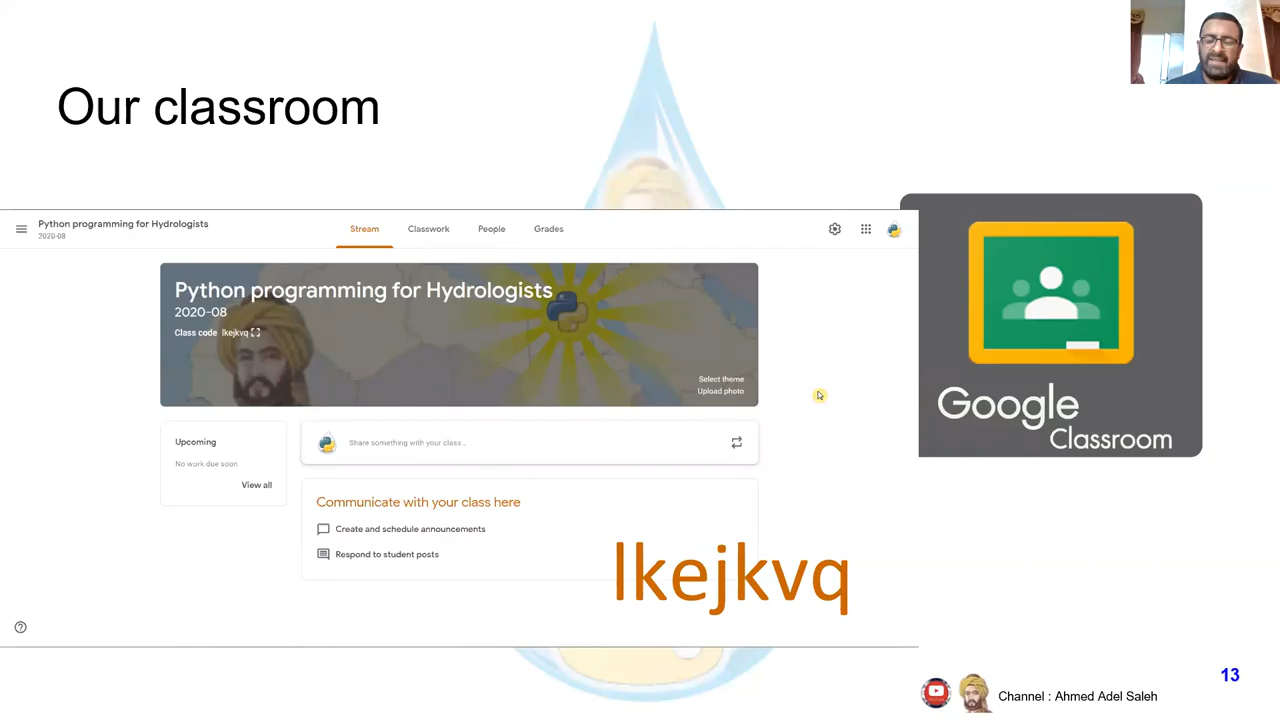 Our classroom
Python programming for Hydrologists
2020-08
Stream
Classwork
People
Grades
Python programming for Hydrologists
2020-08
Class code lkejkvq
Select theme
Upload photo
Upcoming
No work due soon
View all
Share something with your class...
Communicate with your class here
Create and schedule announcements
Respond to student posts
lkejkvq
Google
Classroom
Channel : Ahmed Adel Saleh
13